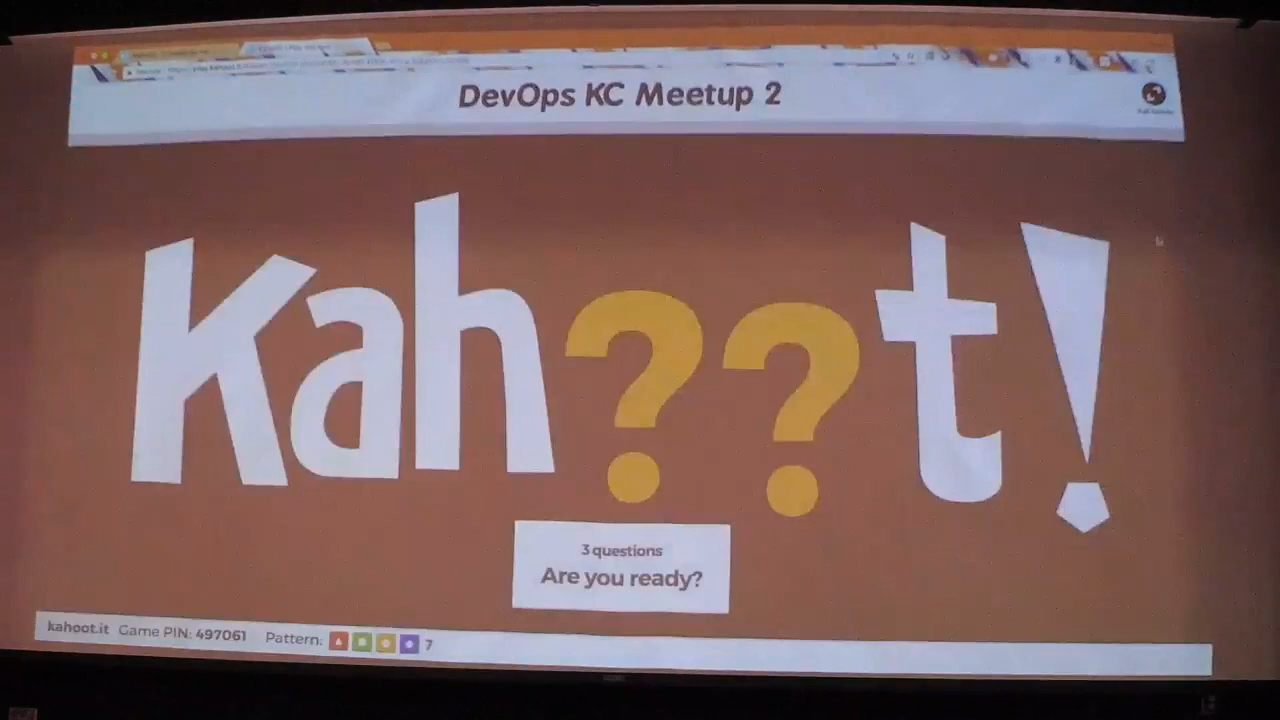 DevOps KC Meetup 2
Kah??t!
3 questions
Are you ready?
kahoot.it Game PIN: 497061 Pattern: 7